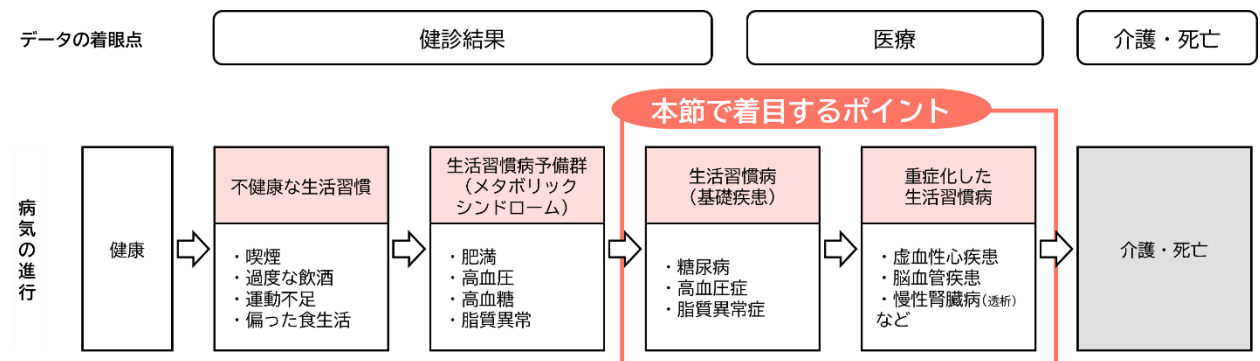 データの着眼点
健診結果
医療
介護・死亡
本節で着目するポイント
病気の進行
健康
不健康な生活習慣
・喫煙
・過度な飲酒
・運動不足
・偏った食生活
生活習慣病予備群
（メタボリック
シンドローム）
・肥満
・高血圧
・高血糖
・脂質異常
生活習慣病
（基礎疾患）
・糖尿病
・高血圧症
・脂質異常症
重症化した
生活習慣病
・虚血性心疾患
・脳血管疾患
・慢性腎臓病(透析)
など
介護・死亡